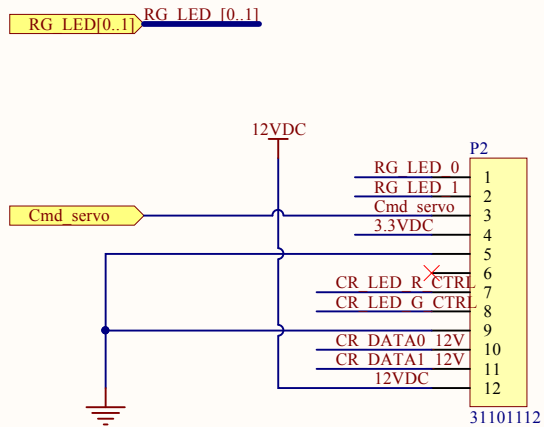 RG_LED[0..1] RG_LED_[0..1]
12VDC
P2
RG_LED_0 1
RG_LED_1 2
Cmd_servo Cmd_servo 3
3.3VDC 4
5
6
CR_LED_R_CTRL 7
CR_LED_G_CTRL 8
9
CR_DATA0_12V 10
CR_DATA1_12V 11
12VDC 12
31101112